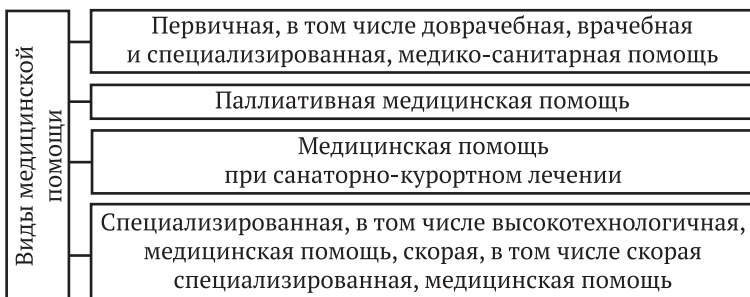 Виды медицинской
помощи
Первичная, в том числе доврачебная, врачебная
и специализированная, медико-санитарная помощь
Паллиативная медицинская помощь
Медицинская помощь
при санаторно-курортном лечении
Специализированная, в том числе высокотехнологичная,
медицинская помощь, скорая, в том числе скорая
специализированная, медицинская помощь